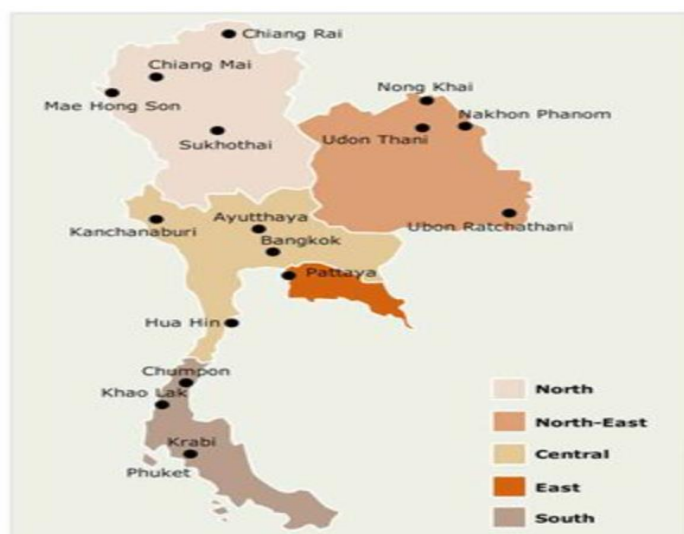 Chiang Rai
Chiang Mai
Nong Khai
Mae Hong Son
Nakhon Phanom
Sukhothai
Udon Thani
Ayutthaya
Kanchanaburi
Ubon Ratchathani
Bangkok
Pattaya
Hua Hin
Chumpon
Khao Lak
Krabi
Phuket
North
North-East
Central
East
South